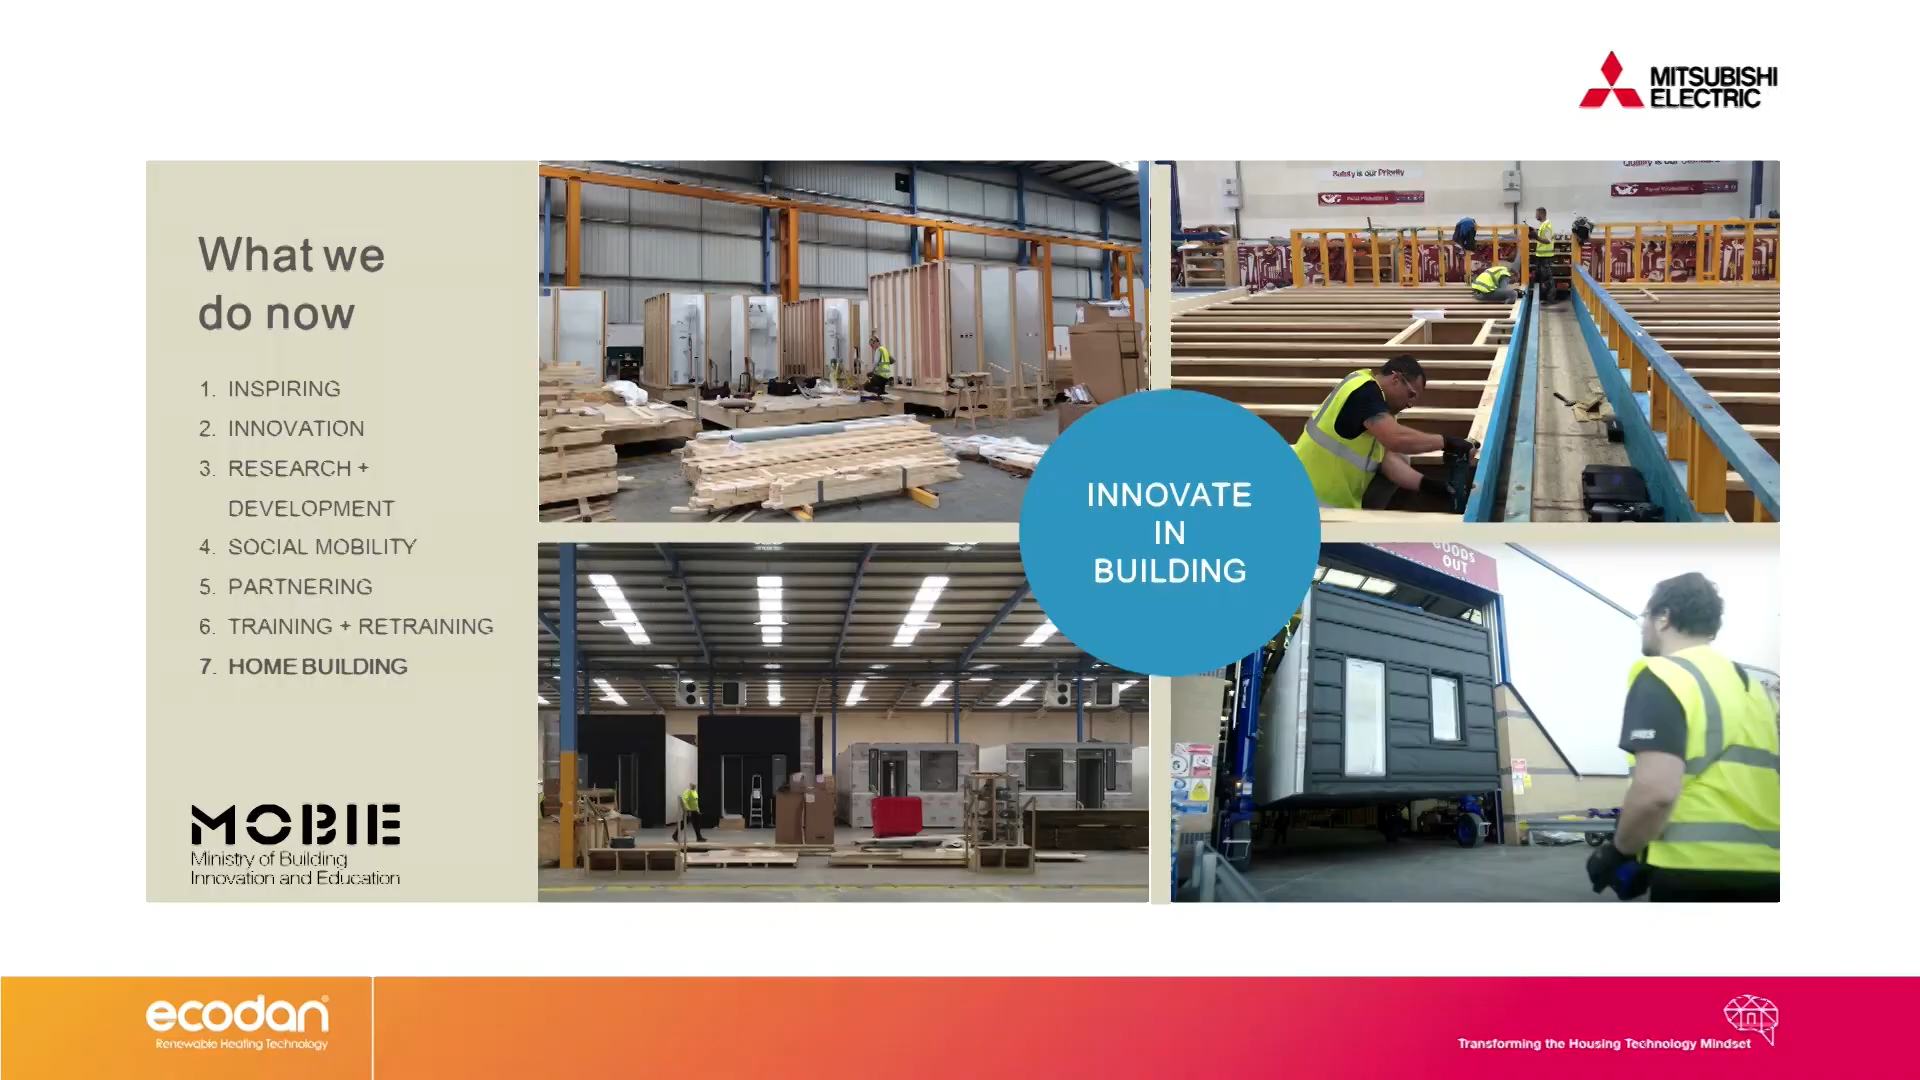 MITSUBISHI
ELECTRIC
What we
do now
1. INSPIRING
2. INNOVATION
3. RESEARCH +
DEVELOPMENT
4. SOCIAL MOBILITY
5. PARTNERING
6. TRAINING + RETRAINING
7. HOME BUILDING
MOBIE
Ministry of Building
Innovation and Education
Safety is our Priority
INNOVATE
IN
BUILDING
GOODS
OUT
ecodan®
Renewable Heating Technology
Transforming the Housing Technology Mindset